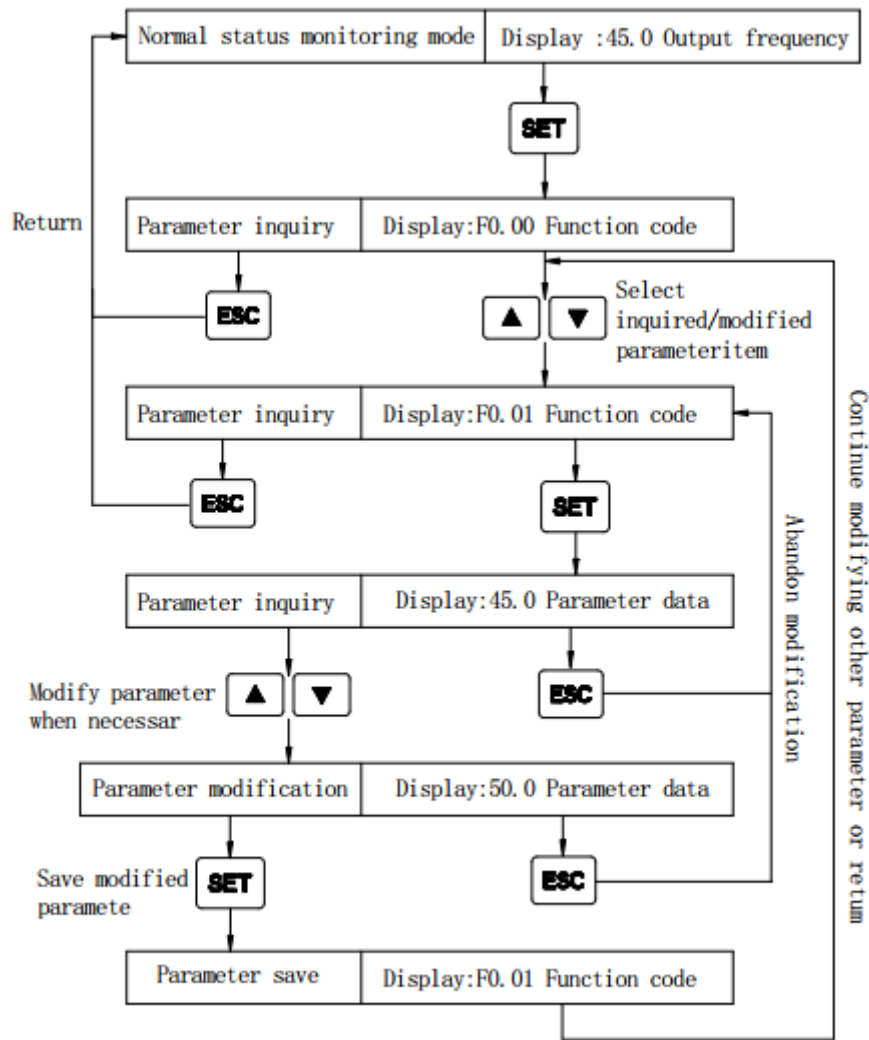 Normal status monitoring mode
Display :45.0 Output frequency
SET
Return
Parameter inquiry
Display:F0.00 Function code
ESC
Select
inquired/modified
parameteritem
Parameter inquiry
Display:F0.01 Function code
ESC
SET
Parameter inquiry
Display:45.0 Parameter data
Modify parameter
when necessar
ESC
Parameter modification
Display:50.0 Parameter data
Save modified
paramete
SET
ESC
Parameter save
Display:F0.01 Function code
Abandon modification
Continue modifying other parameter or retum